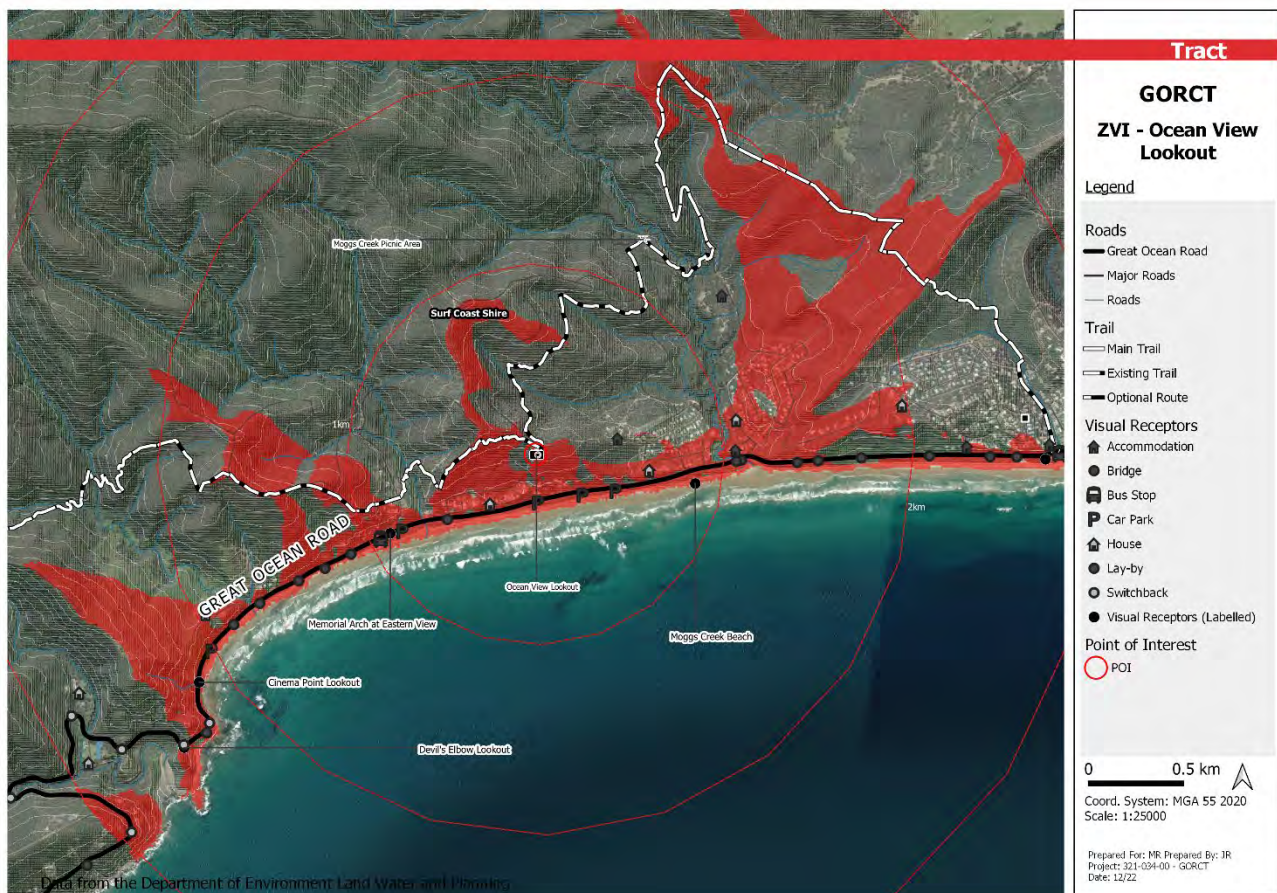 Tract
GORCT
ZVI - Ocean View
Lookout
Legend
Roads
Great Ocean Road
Major Roads
Roads
Trail
Main Trail
Existing Trail
Optional Route
Visual Receptors
Accommodation
Bridge
Bus Stop
P Car Park
House
Lay-by
Switchback
Visual Receptors (Labelled)
Point of Interest
POI
0 0.5 km
Coord. System: MGA 55 2020
Scale: 1:25000
Prepared For: MR Prepared By: JR
Project: 321-034-00 - GORCT
Date: 12/22
Moggs Creek Picnic Area
Surf Coast Shire
1km
2km
GREAT OCEAN ROAD
P
P
P
P
P
Ocean View Lookout
Memorial Arch at Eastern View
Moggs Creek Beach
Cinema Point Lookout
Devil's Elbow Lookout
Data from the Department of Environment Land Water and Planning